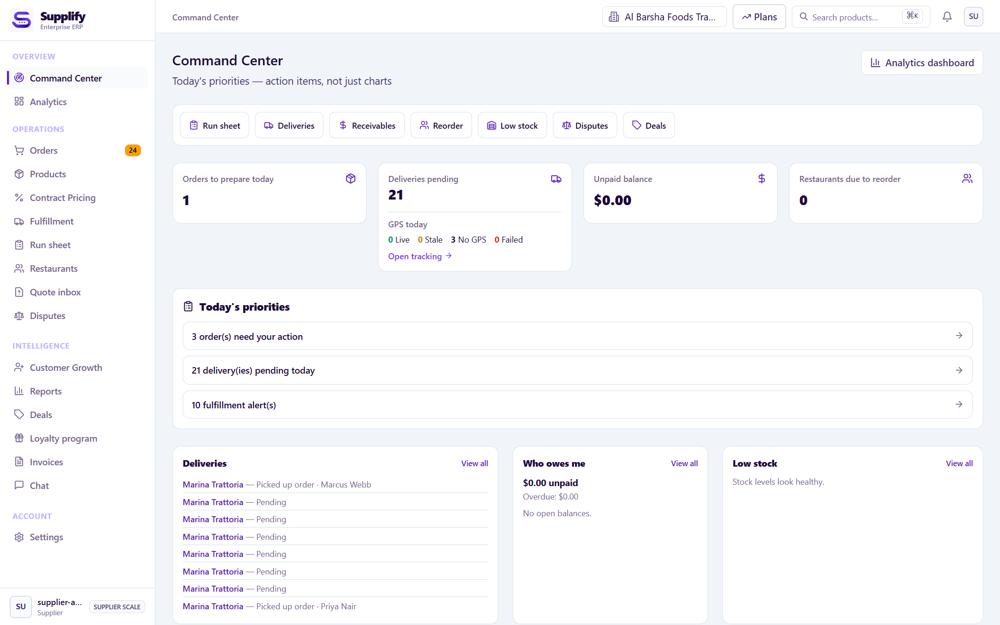 Supplify
Enterprise ERP
OVERVIEW
Command Center
Analytics
OPERATIONS
Orders 24
Products
Contract Pricing
Fulfillment
Run sheet
Restaurants
Quote inbox
Disputes
INTELLIGENCE
Customer Growth
Reports
Deals
Loyalty program
Invoices
Chat
ACCOUNT
Settings
SU supplier-a... SUPPLIER SCALE
Supplier
Command Center Al Barsha Foods Tra... Plans Search products... ⌘K SU
Command Center
Today's priorities — action items, not just charts
Analytics dashboard
Run sheet Deliveries Receivables Reorder Low stock Disputes Deals
Orders to prepare today
1
Deliveries pending
21
GPS today
0 Live 0 Stale 3 No GPS 0 Failed
Open tracking →
Unpaid balance
$0.00
Restaurants due to reorder
0
Today's priorities
3 order(s) need your action
21 delivery(ies) pending today
10 fulfillment alert(s)
Deliveries View all
Marina Trattoria — Picked up order · Marcus Webb
Marina Trattoria — Pending
Marina Trattoria — Pending
Marina Trattoria — Pending
Marina Trattoria — Pending
Marina Trattoria — Pending
Marina Trattoria — Pending
Marina Trattoria — Picked up order · Priya Nair
Who owes me View all
$0.00 unpaid
Overdue: $0.00
No open balances.
Low stock View all
Stock levels look healthy.